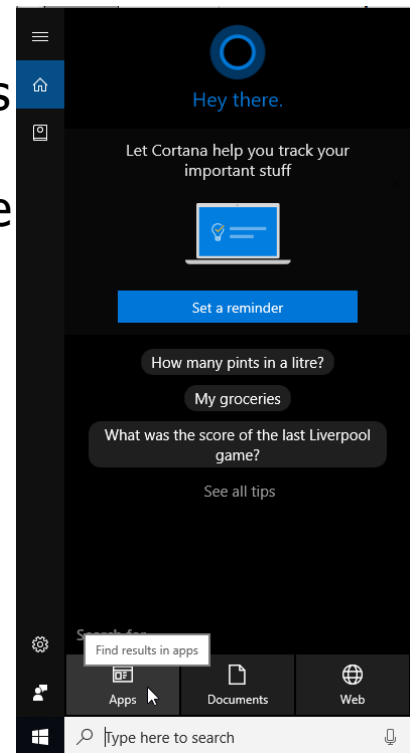 s
e
Hey there.
Let Cortana help you track your
important stuff
Set a reminder
How many pints in a litre?
My groceries
What was the score of the last Liverpool
game?
See all tips
Find results in apps
Apps
Documents
Web
Type here to search